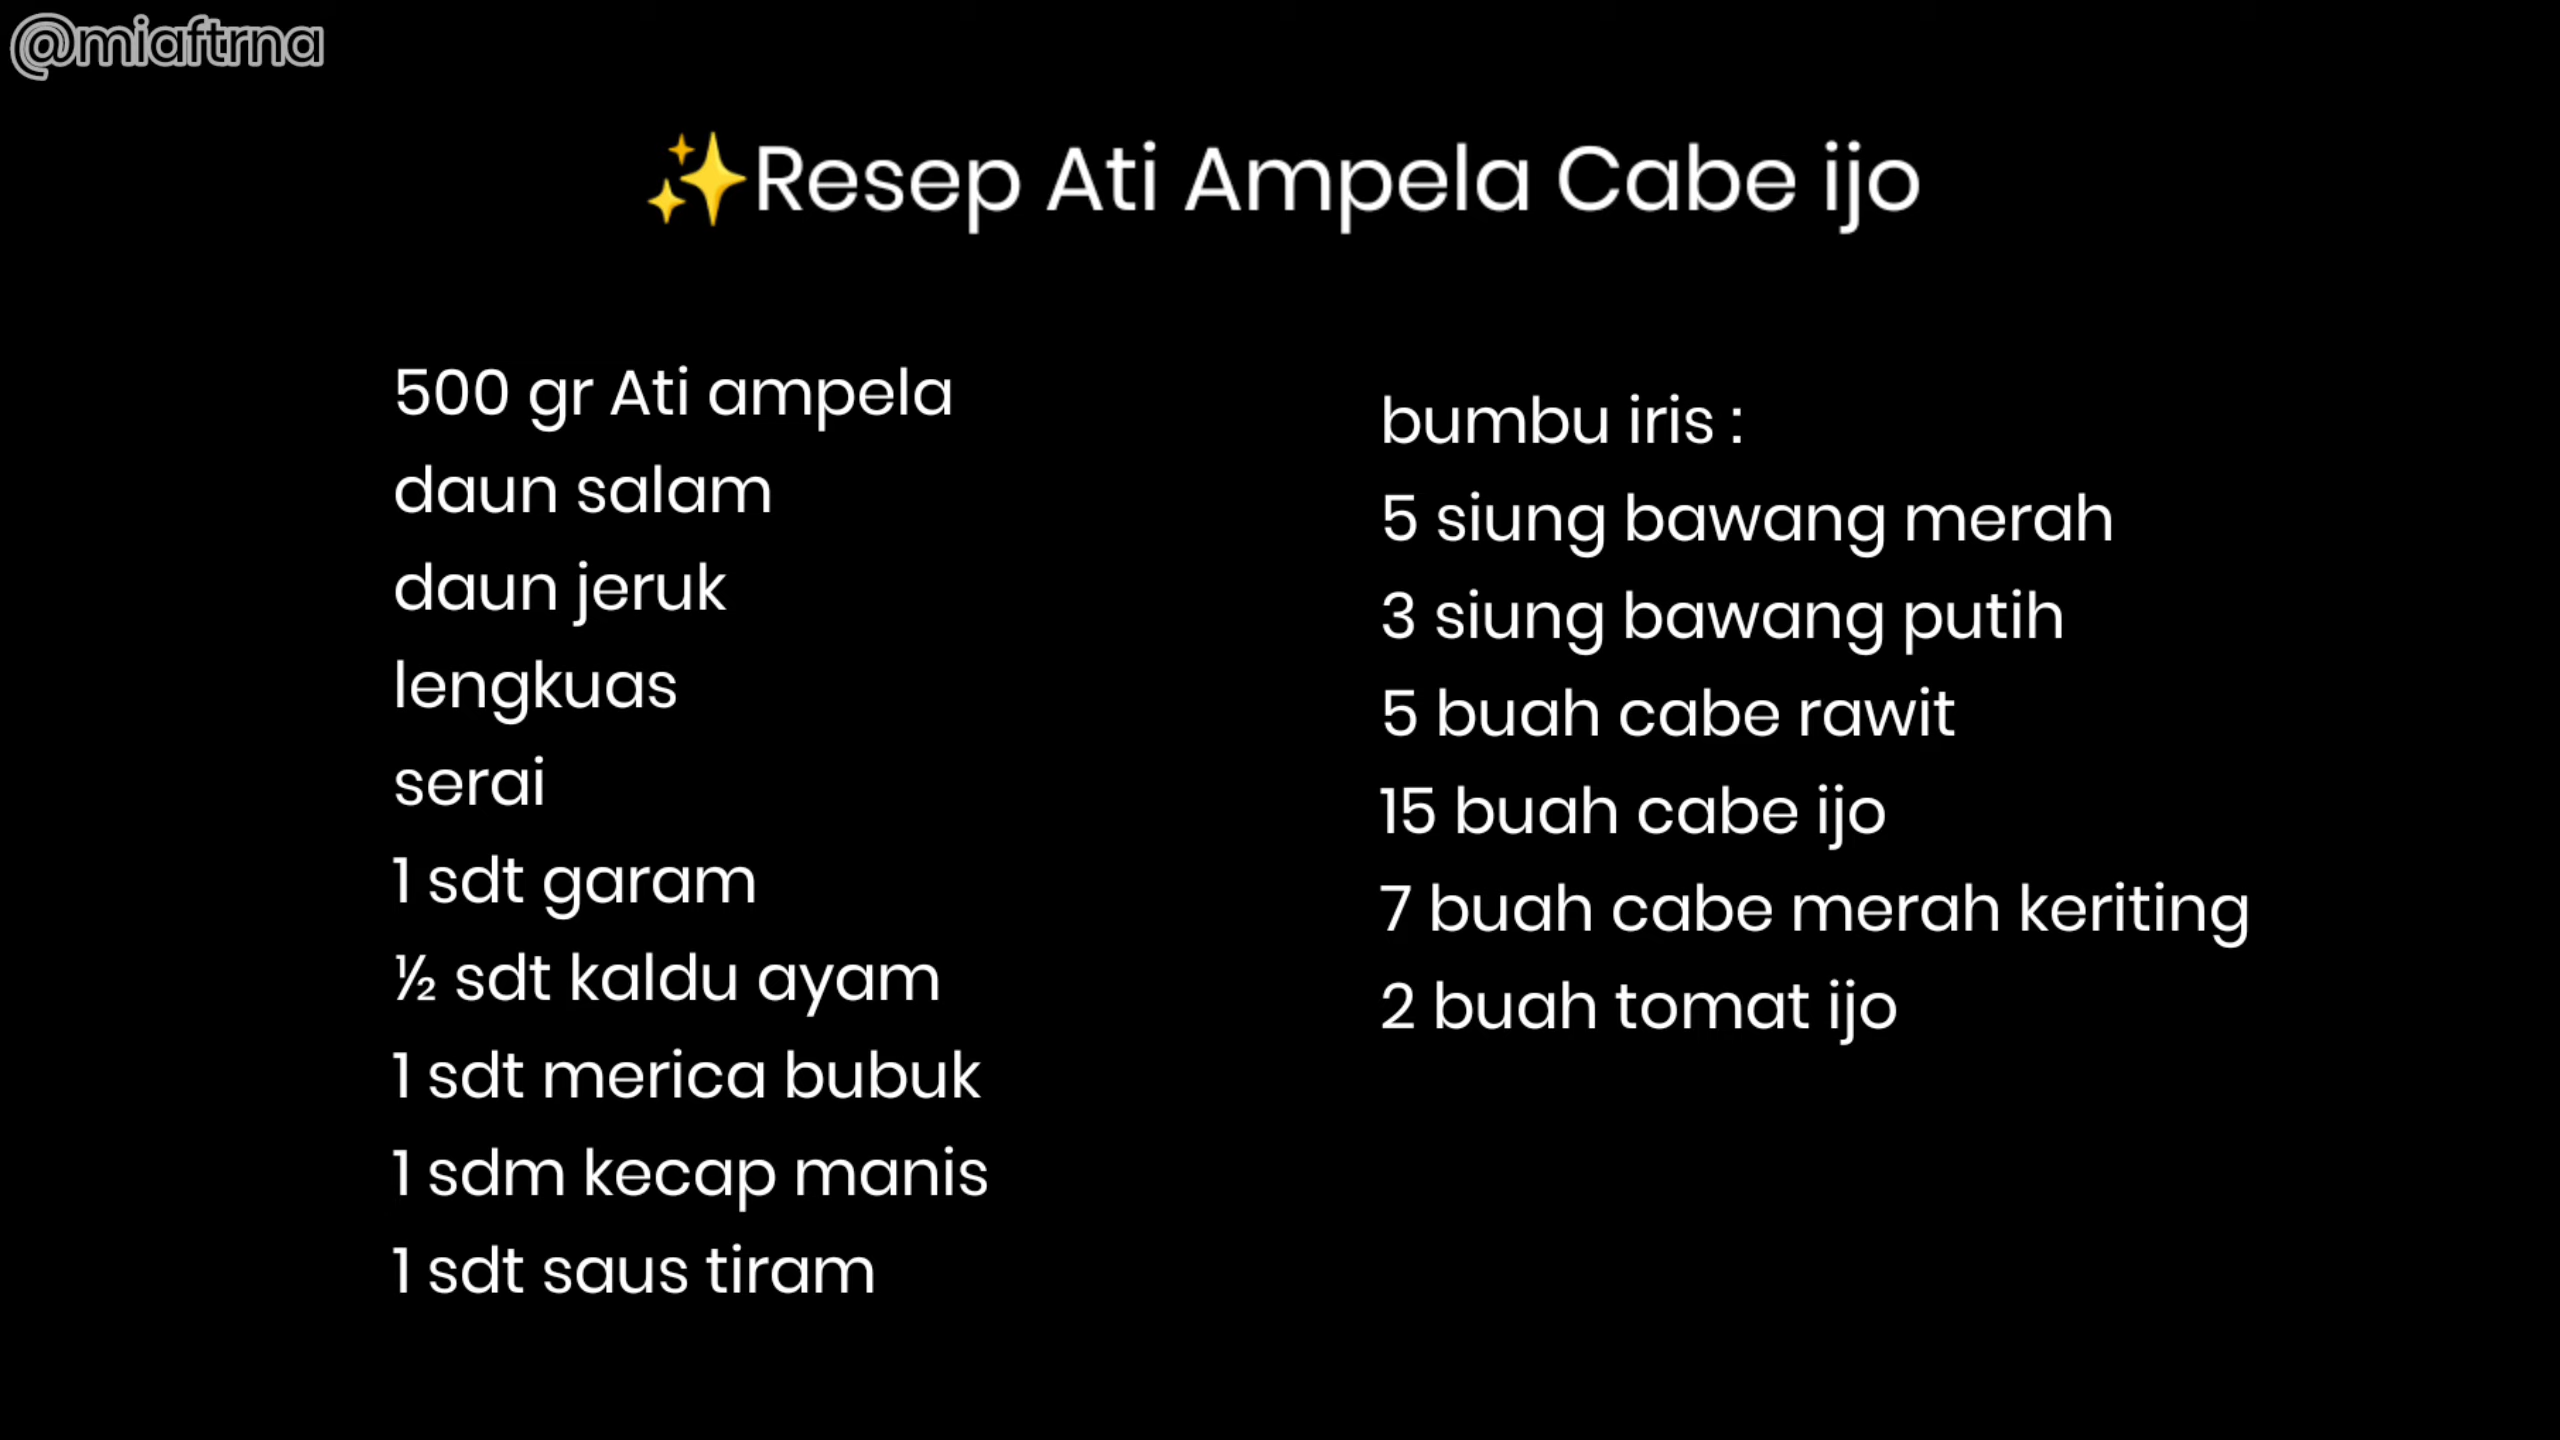 @miaftrna
✨Resep Ati Ampela Cabe ijo
500 gr Ati ampela
daun salam
daun jeruk
lengkuas
serai
1 sdt garam
½ sdt kaldu ayam
1 sdt merica bubuk
1 sdm kecap manis
1 sdt saus tiram
bumbu iris :
5 siung bawang merah
3 siung bawang putih
5 buah cabe rawit
15 buah cabe ijo
7 buah cabe merah keriting
2 buah tomat ijo